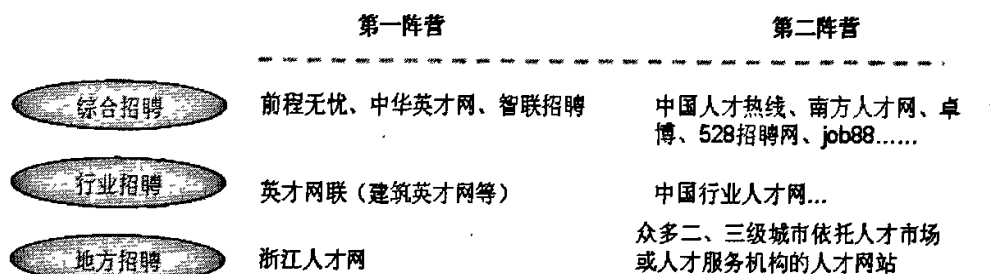 第一阵营 第二阵营
综合招聘 前程无忧、中华英才网、智联招聘 中国人才热线、南方人才网、卓
博、528招聘网、job88......
行业招聘 英才网联（建筑英才网等） 中国行业人才网...
众多二、三级城市依托人才市场
地方招聘 浙江人才网 或人才服务机构的人才网站